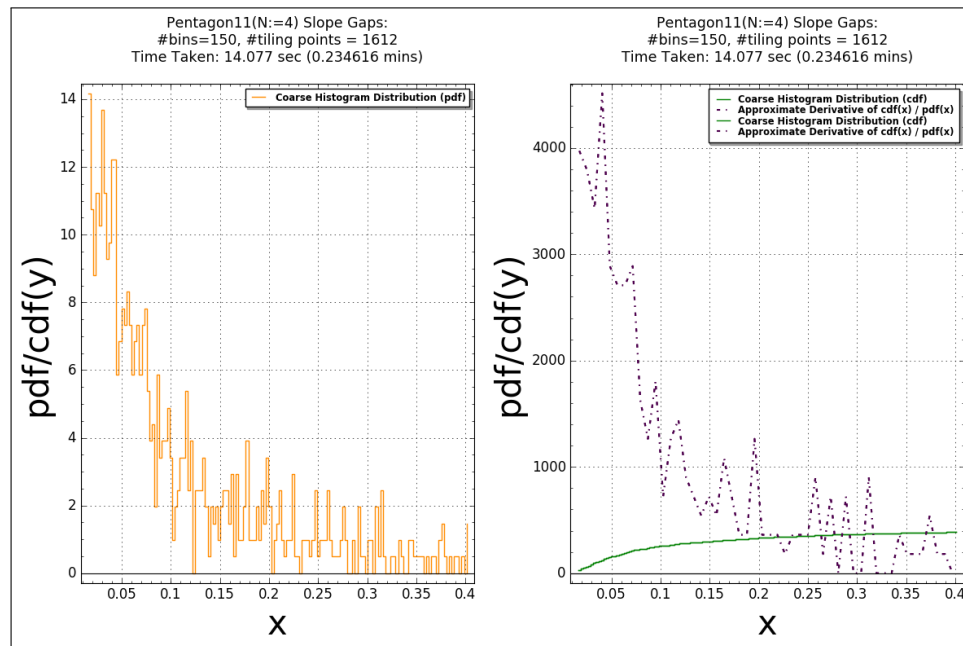 Pentagon11(N:=4) Slope Gaps:
#bins=150, #tiling points = 1612
Time Taken: 14.077 sec (0.234616 mins)
Coarse Histogram Distribution (pdf)
14
12
10
8
6
4
2
0
pdf/cdf(y)
0.05
0.1
0.15
0.2
0.25
0.3
0.35
0.4
x
Pentagon11(N:=4) Slope Gaps:
#bins=150, #tiling points = 1612
Time Taken: 14.077 sec (0.234616 mins)
Coarse Histogram Distribution (cdf)
Approximate Derivative of cdf(x) / pdf(x)
Coarse Histogram Distribution (cdf)
Approximate Derivative of cdf(x) / pdf(x)
4000
3000
2000
1000
0
pdf/cdf(y)
0.05
0.1
0.15
0.2
0.25
0.3
0.35
0.4
x